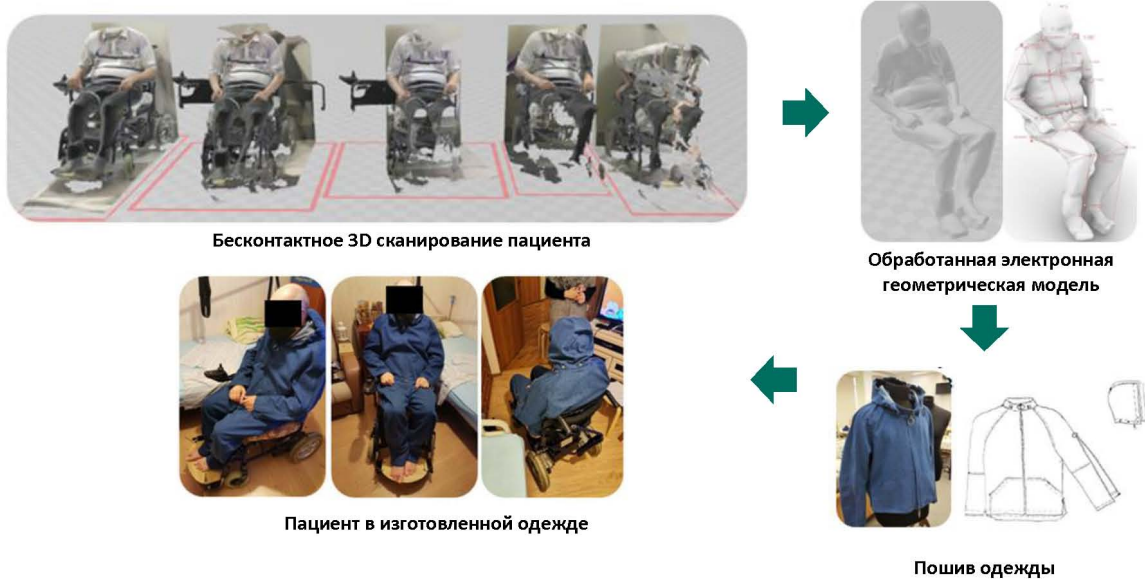 Бесконтактное 3D сканирование пациента
Обработанная электронная
геометрическая модель
Пациент в изготовленной одежде
Пошив одежды